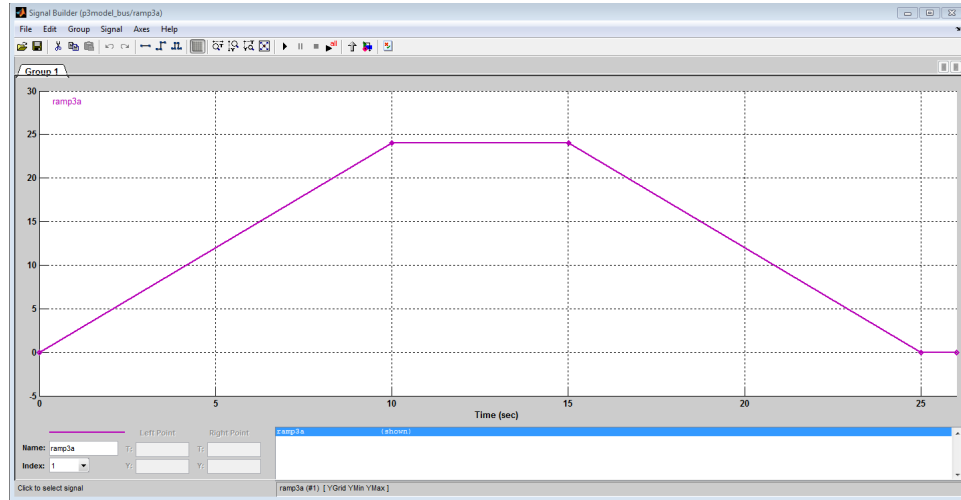 Signal Builder (p3model_bus/ramp3a)
File Edit Group Signal Axes Help
all
Group 1
ramp3a
30
25
20
15
10
5
0
-5
0 5 10 15 20 25
Time (sec)
Left Point Right Point
Name: ramp3a T: T:
Index: 1 Y: Y:
ramp3a (shown)
Click to select signal
ramp3a (#1) [ YGrid YMin YMax ]